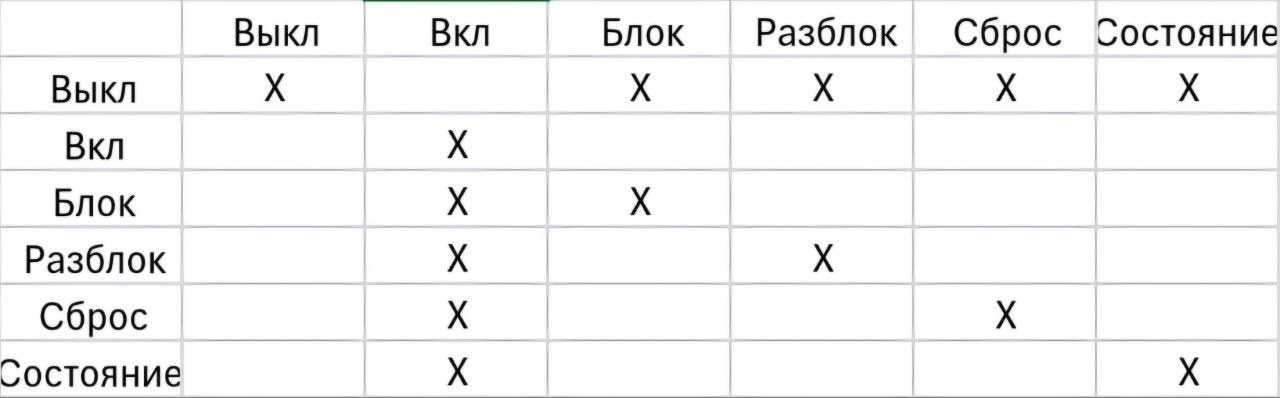 Выкл Вкл Блок Разблок Сброс Состояние
Выкл X X X X X
Вкл X
Блок X X
Разблок X X
Сброс X X
Состояние X X